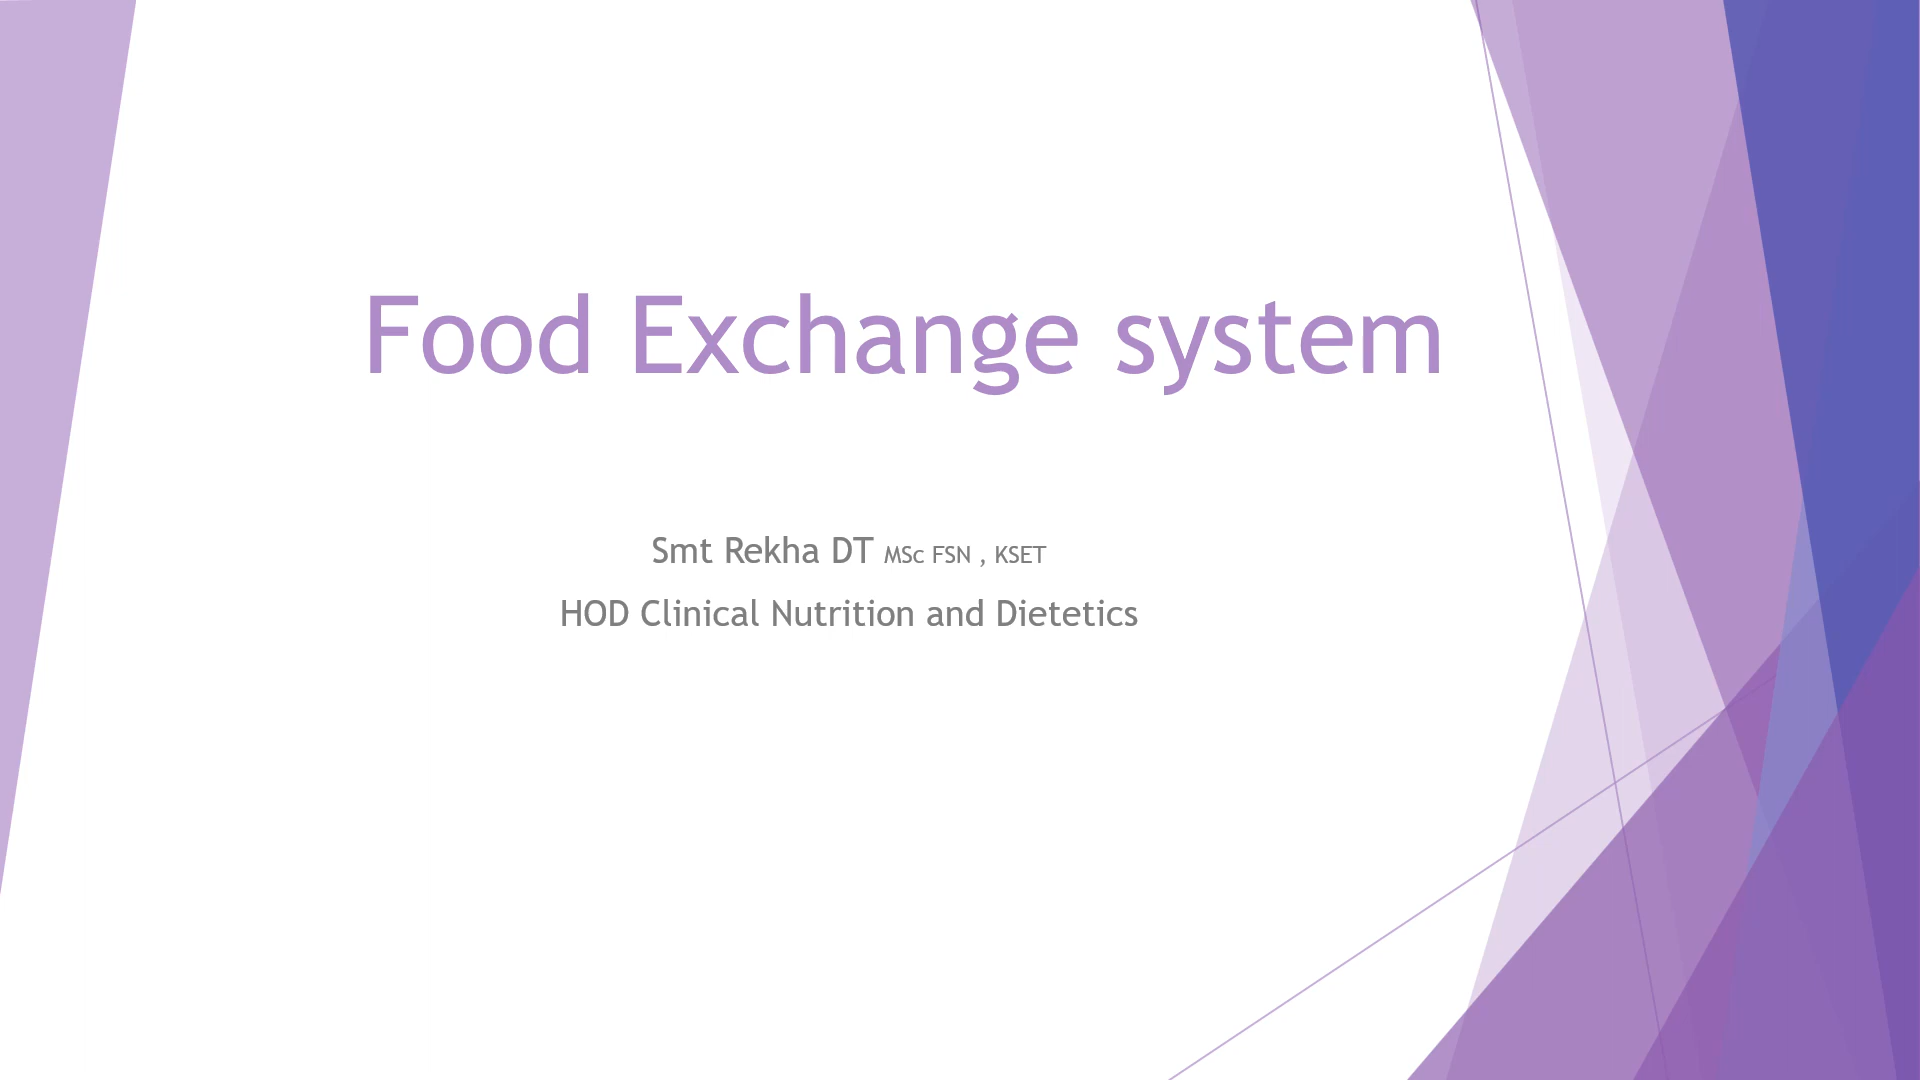 Food Exchange system
Smt Rekha DT MSc FSN , KSET
HOD Clinical Nutrition and Dietetics